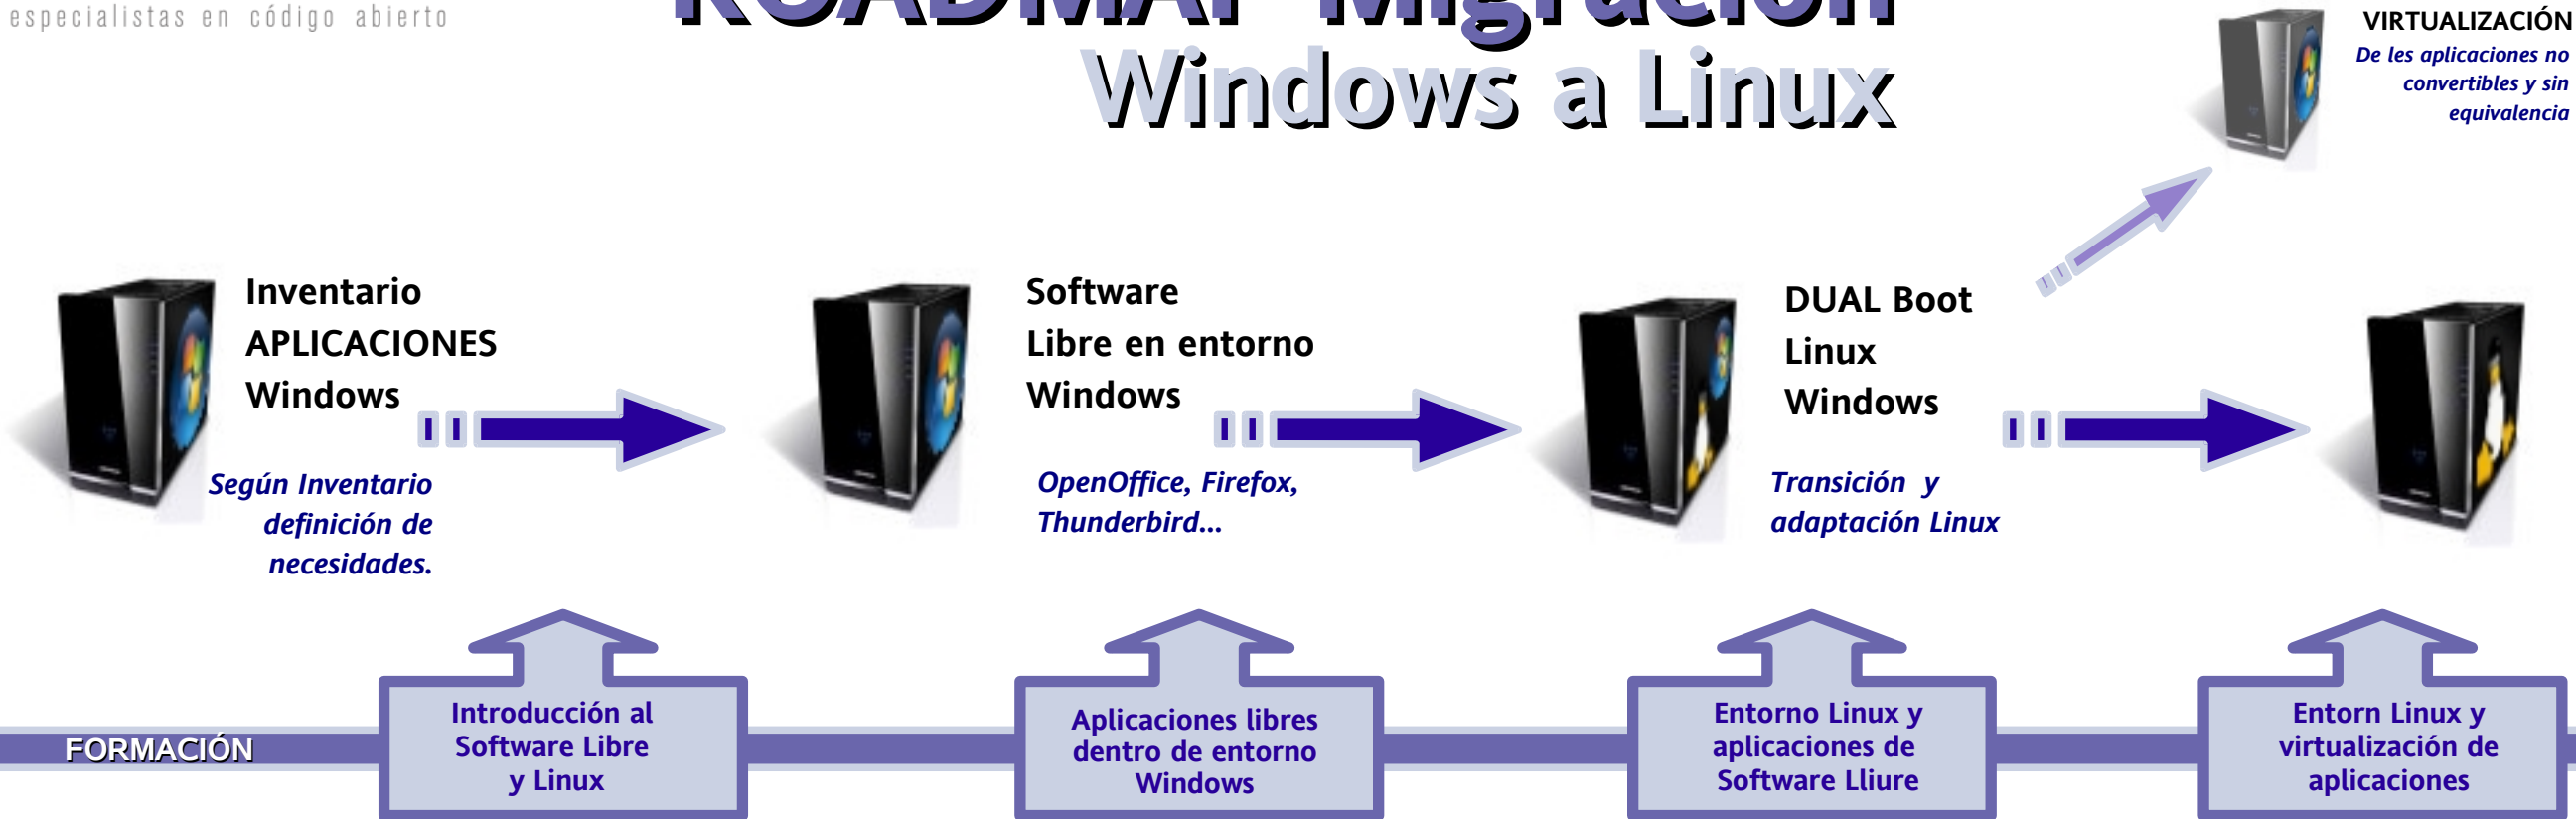 especialistas en código abierto
ROADMAP Migración
Windows a Linux
VIRTUALIZACIÓN
De les aplicaciones no
convertibles y sin
equivalencia
Inventario
APLICACIONES
Windows
Según Inventario
definición de
necesidades.
Software
Libre en entorno
Windows
OpenOffice, Firefox,
Thunderbird...
DUAL Boot
Linux
Windows
Transición y
adaptación Linux
FORMACIÓN
Introducción al
Software Libre
y Linux
Aplicaciones libres
dentro de entorno
Windows
Entorno Linux y
aplicaciones de
Software Lliure
Entorn Linux y
virtualización de
aplicaciones